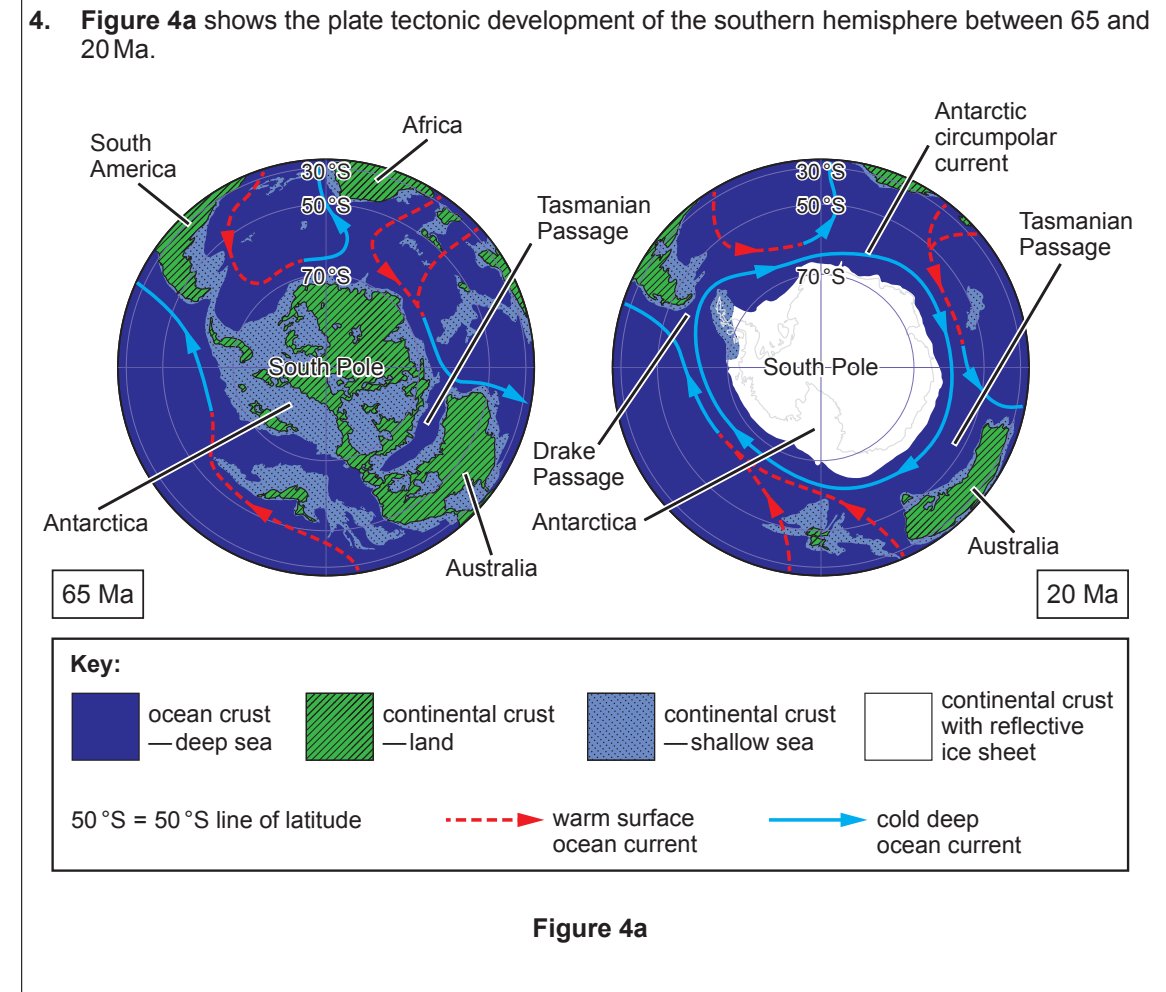 4. Figure 4a shows the plate tectonic development of the southern hemisphere between 65 and
20 Ma.
South
America
Africa
30°S
50°S
70°S
Tasmanian
Passage
South Pole
Antarctica
Australia
65 Ma
Antarctic
circumpolar
current
30°S
50°S
70°S
Tasmanian
Passage
South Pole
Drake
Passage
Antarctica
Australia
20 Ma
Key:
ocean crust
—deep sea
continental crust
—land
continental crust
—shallow sea
continental crust
with reflective
ice sheet
50°S = 50°S line of latitude
warm surface
ocean current
cold deep
ocean current
Figure 4a